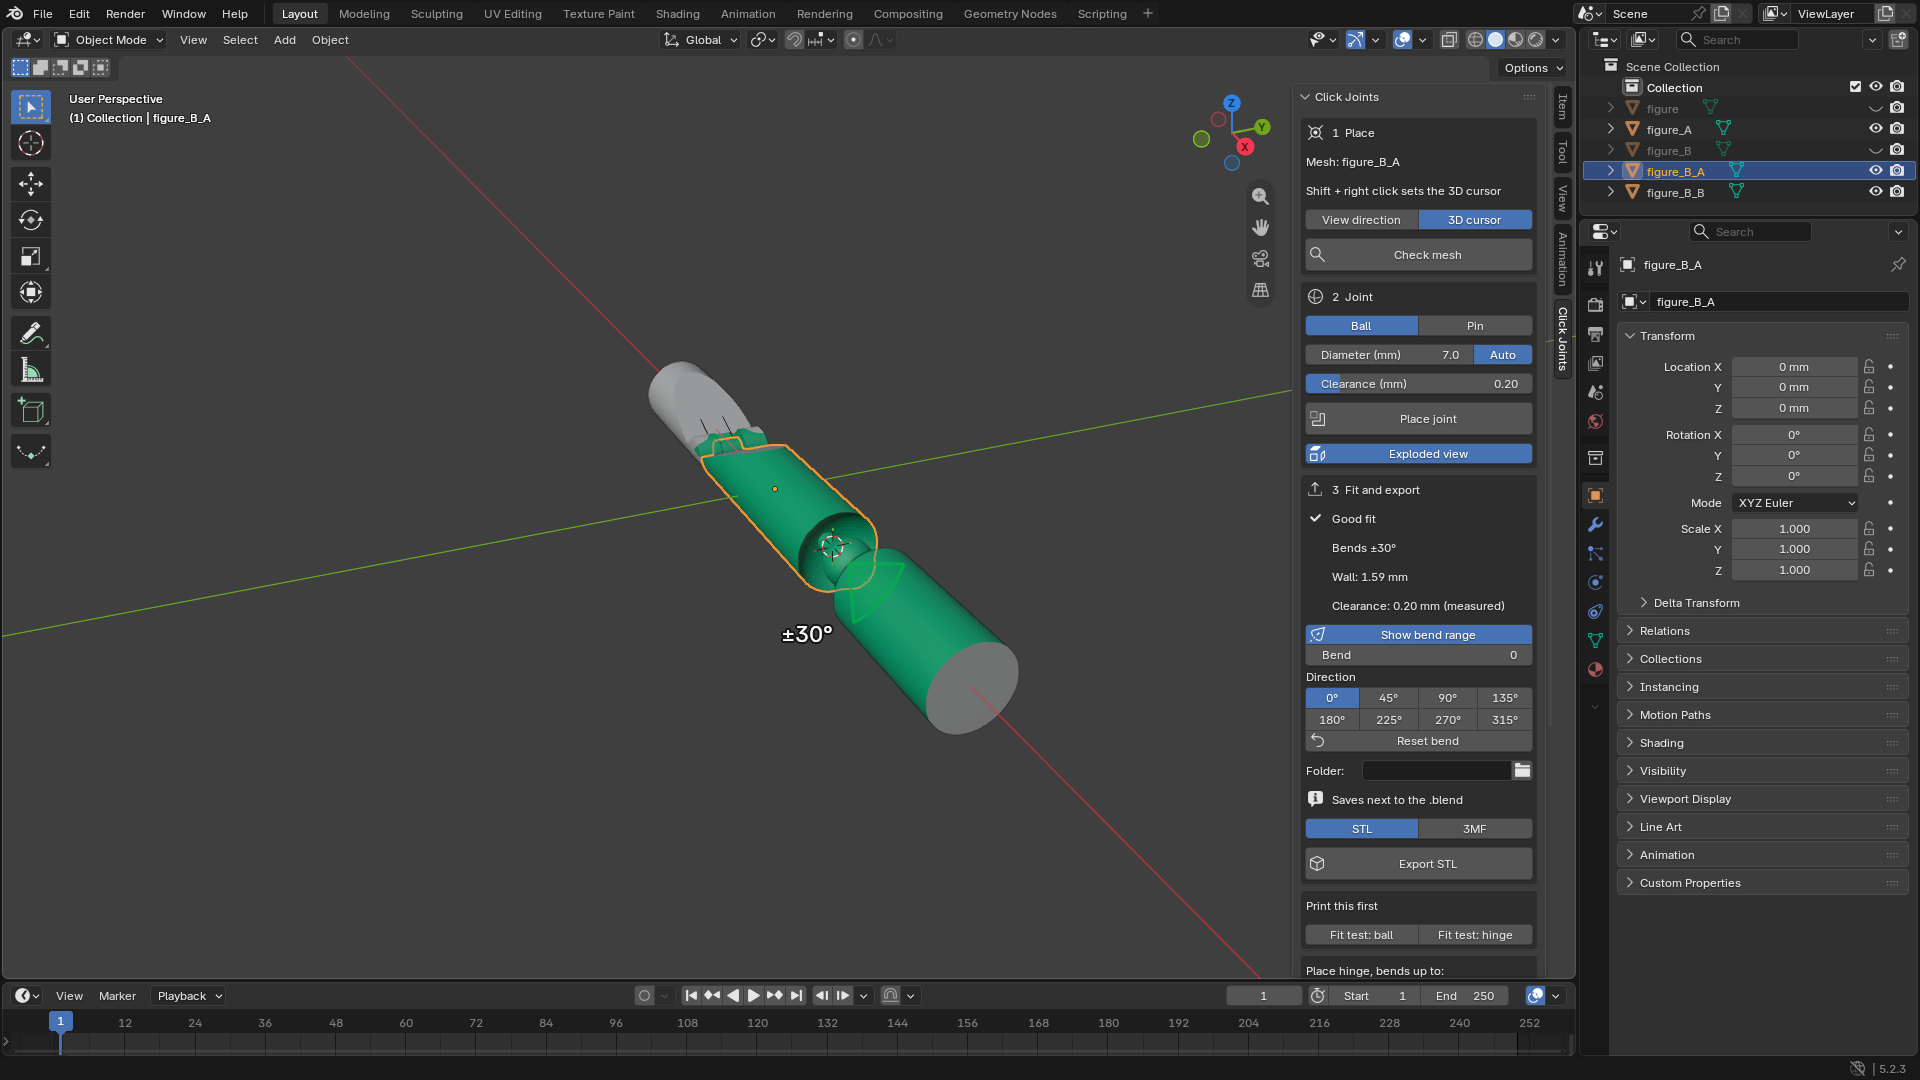 File Edit Render Window Help Layout Modeling Sculpting UV Editing Texture Paint Shading Animation Rendering Compositing Geometry Nodes Scripting + Scene ViewLayer
Object Mode View Select Add Object Global Search
Options
User Perspective
(1) Collection | figure_B_A
Z
Y
X
±30°
Click Joints
1 Place
Mesh: figure_B_A
Shift + right click sets the 3D cursor
View direction 3D cursor
Check mesh
2 Joint
Ball Pin
Diameter (mm) 7.0 Auto
Clearance (mm) 0.20
Place joint
Exploded view
3 Fit and export
Good fit
Bends ±30°
Wall: 1.59 mm
Clearance: 0.20 mm (measured)
Show bend range
Bend 0
Direction
0° 45° 90° 135°
180° 225° 270° 315°
Reset bend
Folder:
Saves next to the .blend
STL 3MF
Export STL
Print this first
Fit test: ball Fit test: hinge
Place hinge, bends up to:
Item
Tool
View
Animation
Click Joints
Scene Collection
Collection
figure
figure_A
figure_B
figure_B_A
figure_B_B
Search
figure_B_A
figure_B_A
Transform
Location X 0 mm
Y 0 mm
Z 0 mm
Rotation X 0°
Y 0°
Z 0°
Mode XYZ Euler
Scale X 1.000
Y 1.000
Z 1.000
Delta Transform
Relations
Collections
Instancing
Motion Paths
Shading
Visibility
Viewport Display
Line Art
Animation
Custom Properties
View Marker Playback 1 Start 1 End 250
1 12 24 36 48 60 72 84 96 108 120 132 144 156 168 180 192 204 216 228 240 252
5.2.3